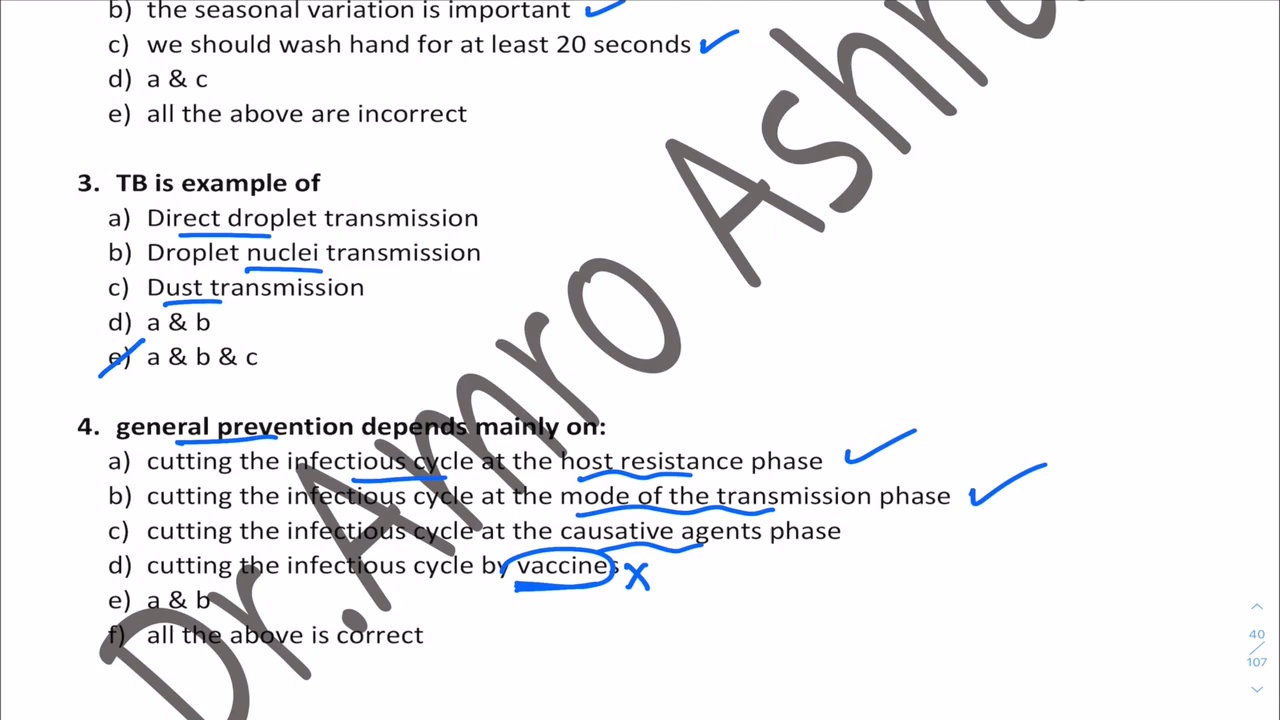 b) the seasonal variation is important
c) we should wash hand for at least 20 seconds
d) a & c
e) all the above are incorrect
3. TB is example of
a) Direct droplet transmission
b) Droplet nuclei transmission
c) Dust transmission
d) a & b
e) a & b & c
4. general prevention depends mainly on:
a) cutting the infectious cycle at the host resistance phase
b) cutting the infectious cycle at the mode of the transmission phase
c) cutting the infectious cycle at the causative agents phase
d) cutting the infectious cycle by vaccines x
e) a & b
f) all the above is correct
Dr.Amro Ashra
40
107